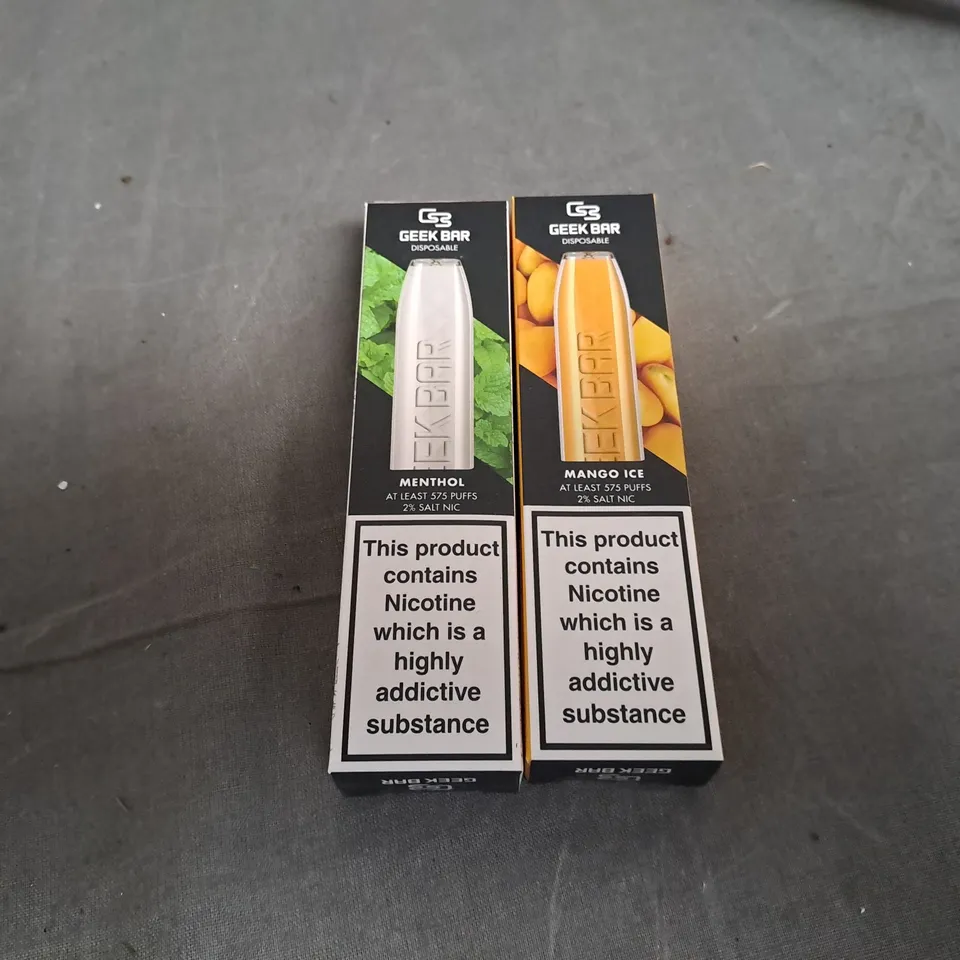 GEEK BAR
DISPOSABLE
GEEK BAR
MENTHOL
AT LEAST 575 PUFFS
2% SALT NIC
This product
contains
Nicotine
which is a
highly
addictive
substance
GEEK BAR
GEEK BAR
DISPOSABLE
GEEK BAR
MANGO ICE
AT LEAST 575 PUFFS
2% SALT NIC
This product
contains
Nicotine
which is a
highly
addictive
substance
GEEK BAR